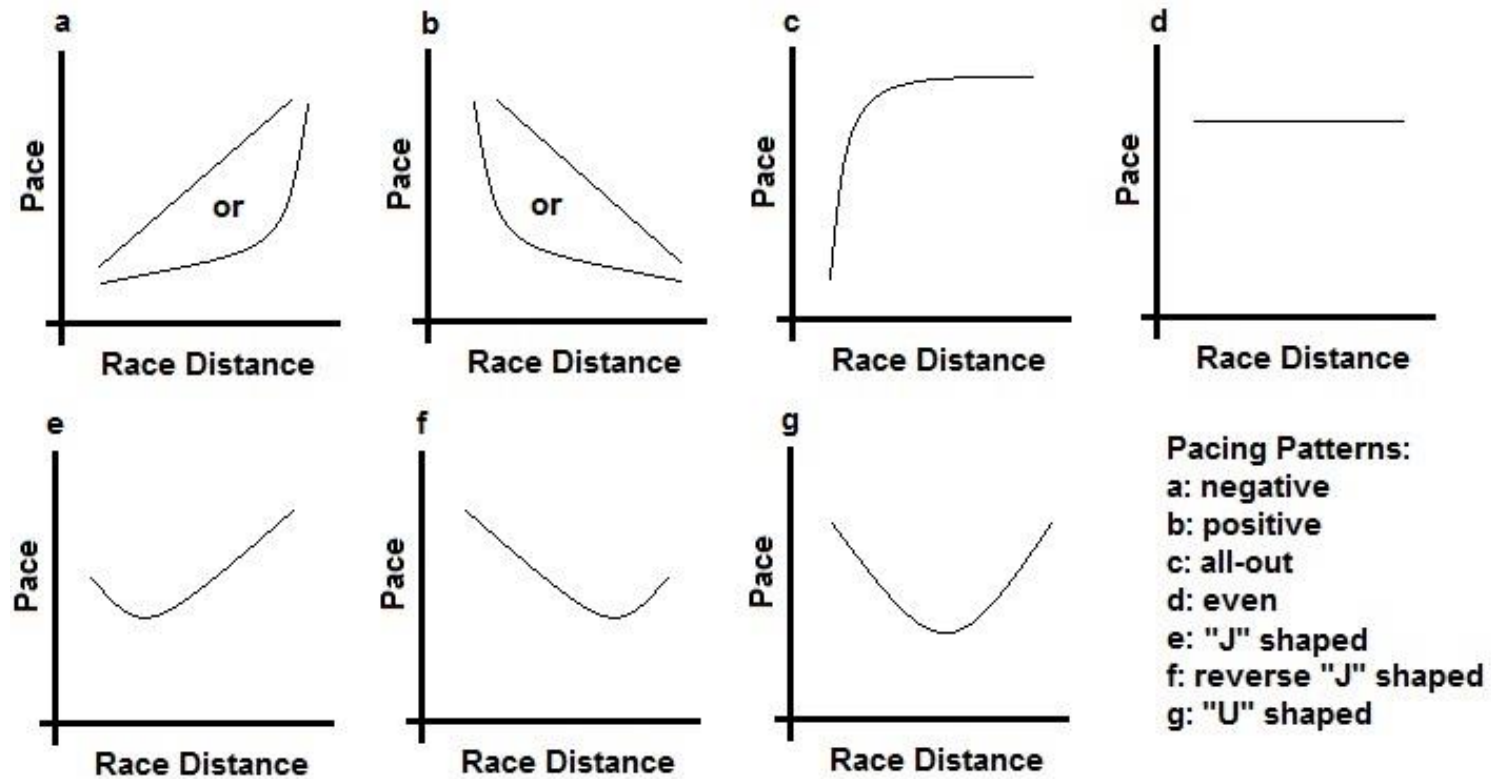 a
Pace
or
Race Distance
b
Pace
or
Race Distance
c
Pace
Race Distance
d
Pace
Race Distance
e
Pace
Race Distance
f
Pace
Race Distance
g
Pace
Race Distance
Pacing Patterns:
a: negative
b: positive
c: all-out
d: even
e: "J" shaped
f: reverse "J" shaped
g: "U" shaped